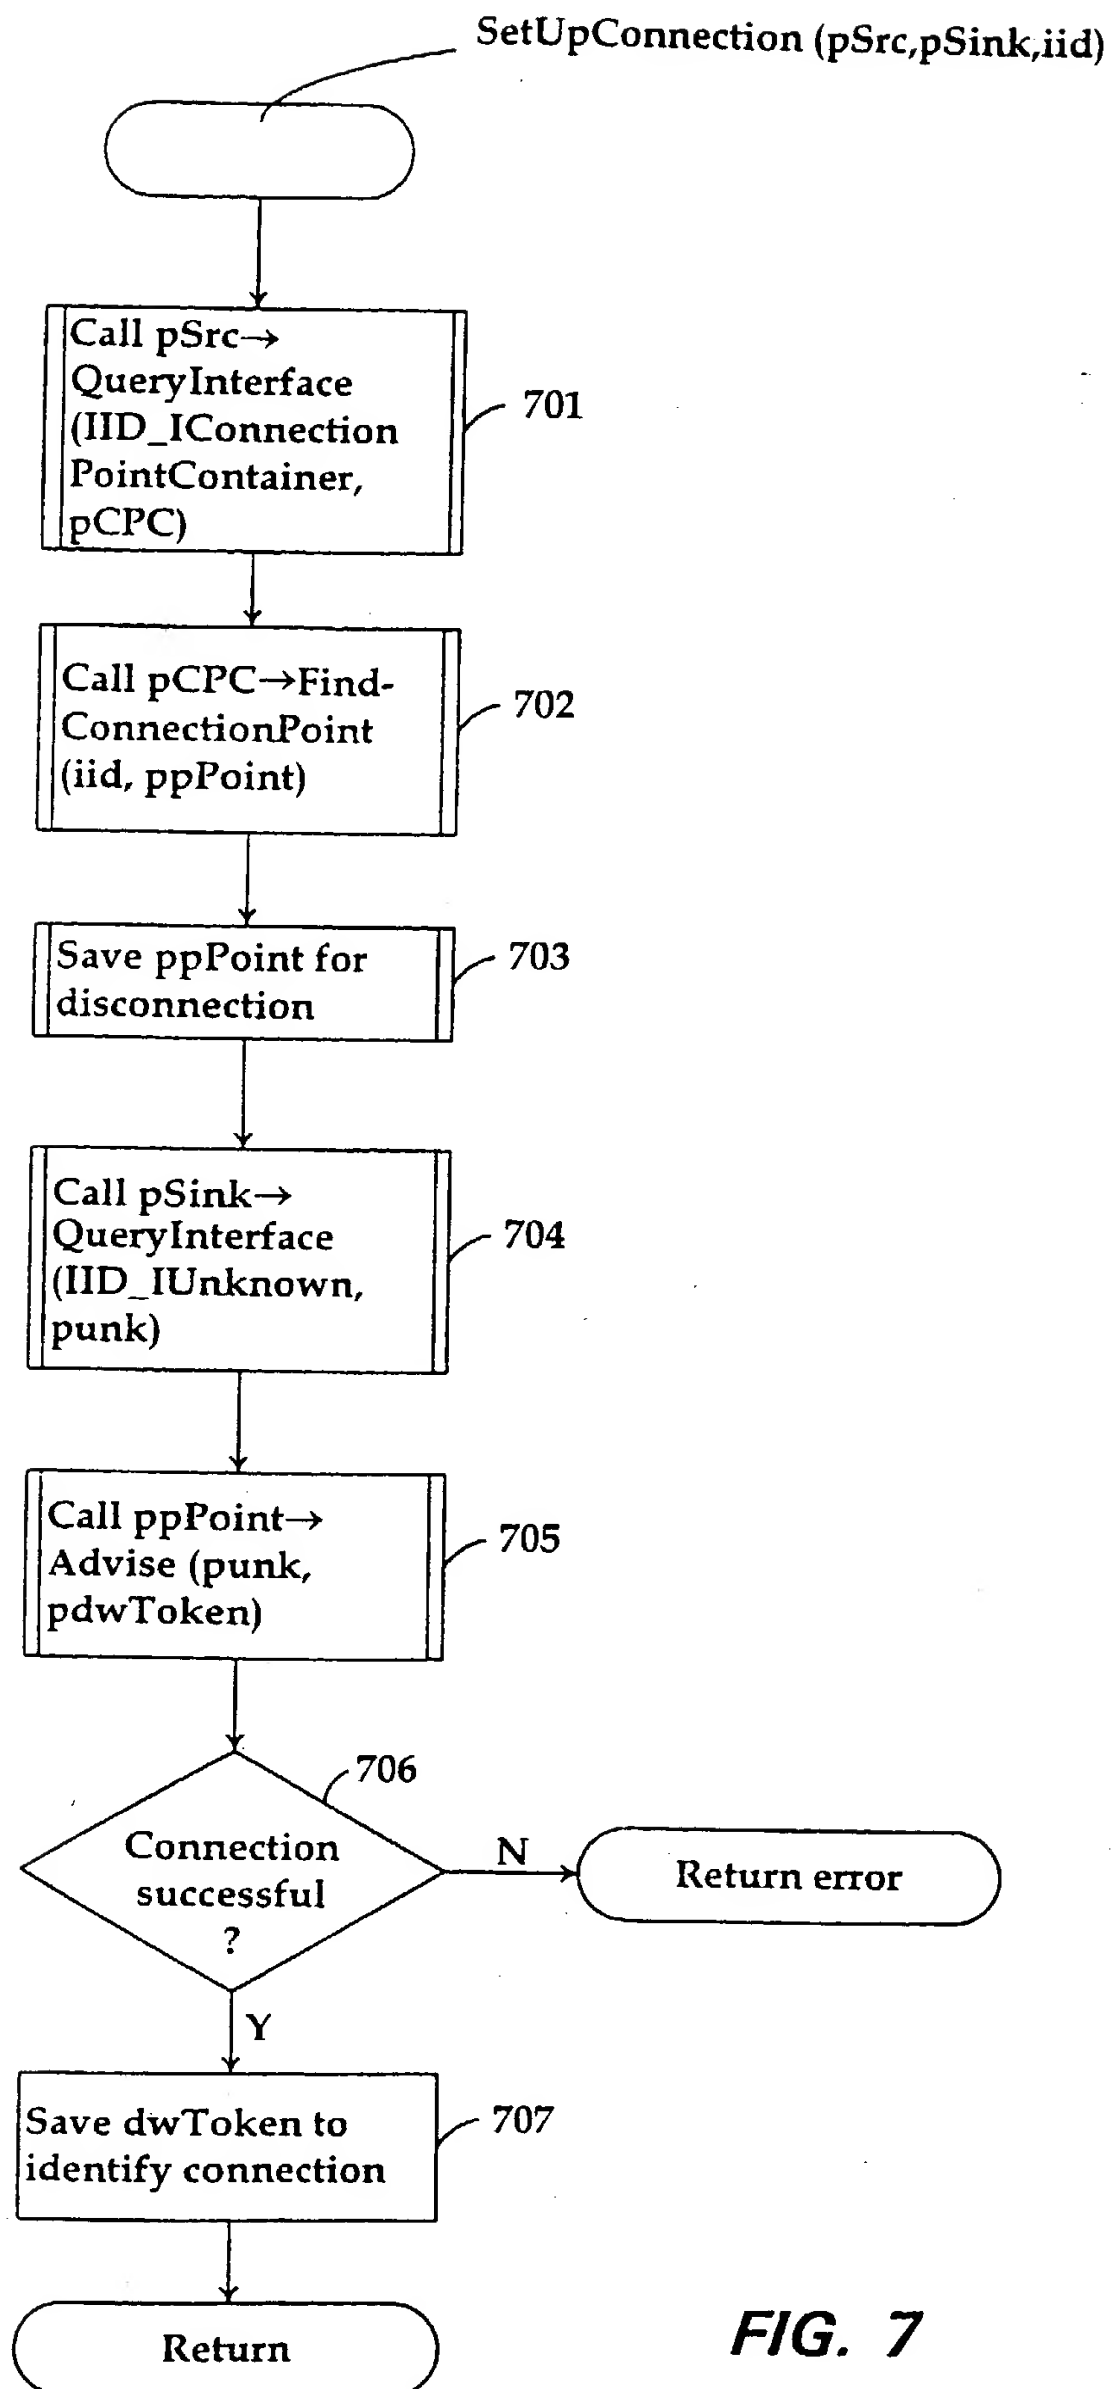 SetUpConnection (pSrc,pSink,iid)
Call pSrc→
QueryInterface
(IID_IConnection
PointContainer,
pCPC)
701
Call pCPC→Find-
ConnectionPoint
(iid, ppPoint)
702
Save ppPoint for
disconnection
703
Call pSink→
QueryInterface
(IID_IUnknown,
punk)
704
Call ppPoint→
Advise (punk,
pdwToken)
705
706
Connection
successful
?
N
Return error
Y
Save dwToken to
identify connection
707
Return
FIG. 7